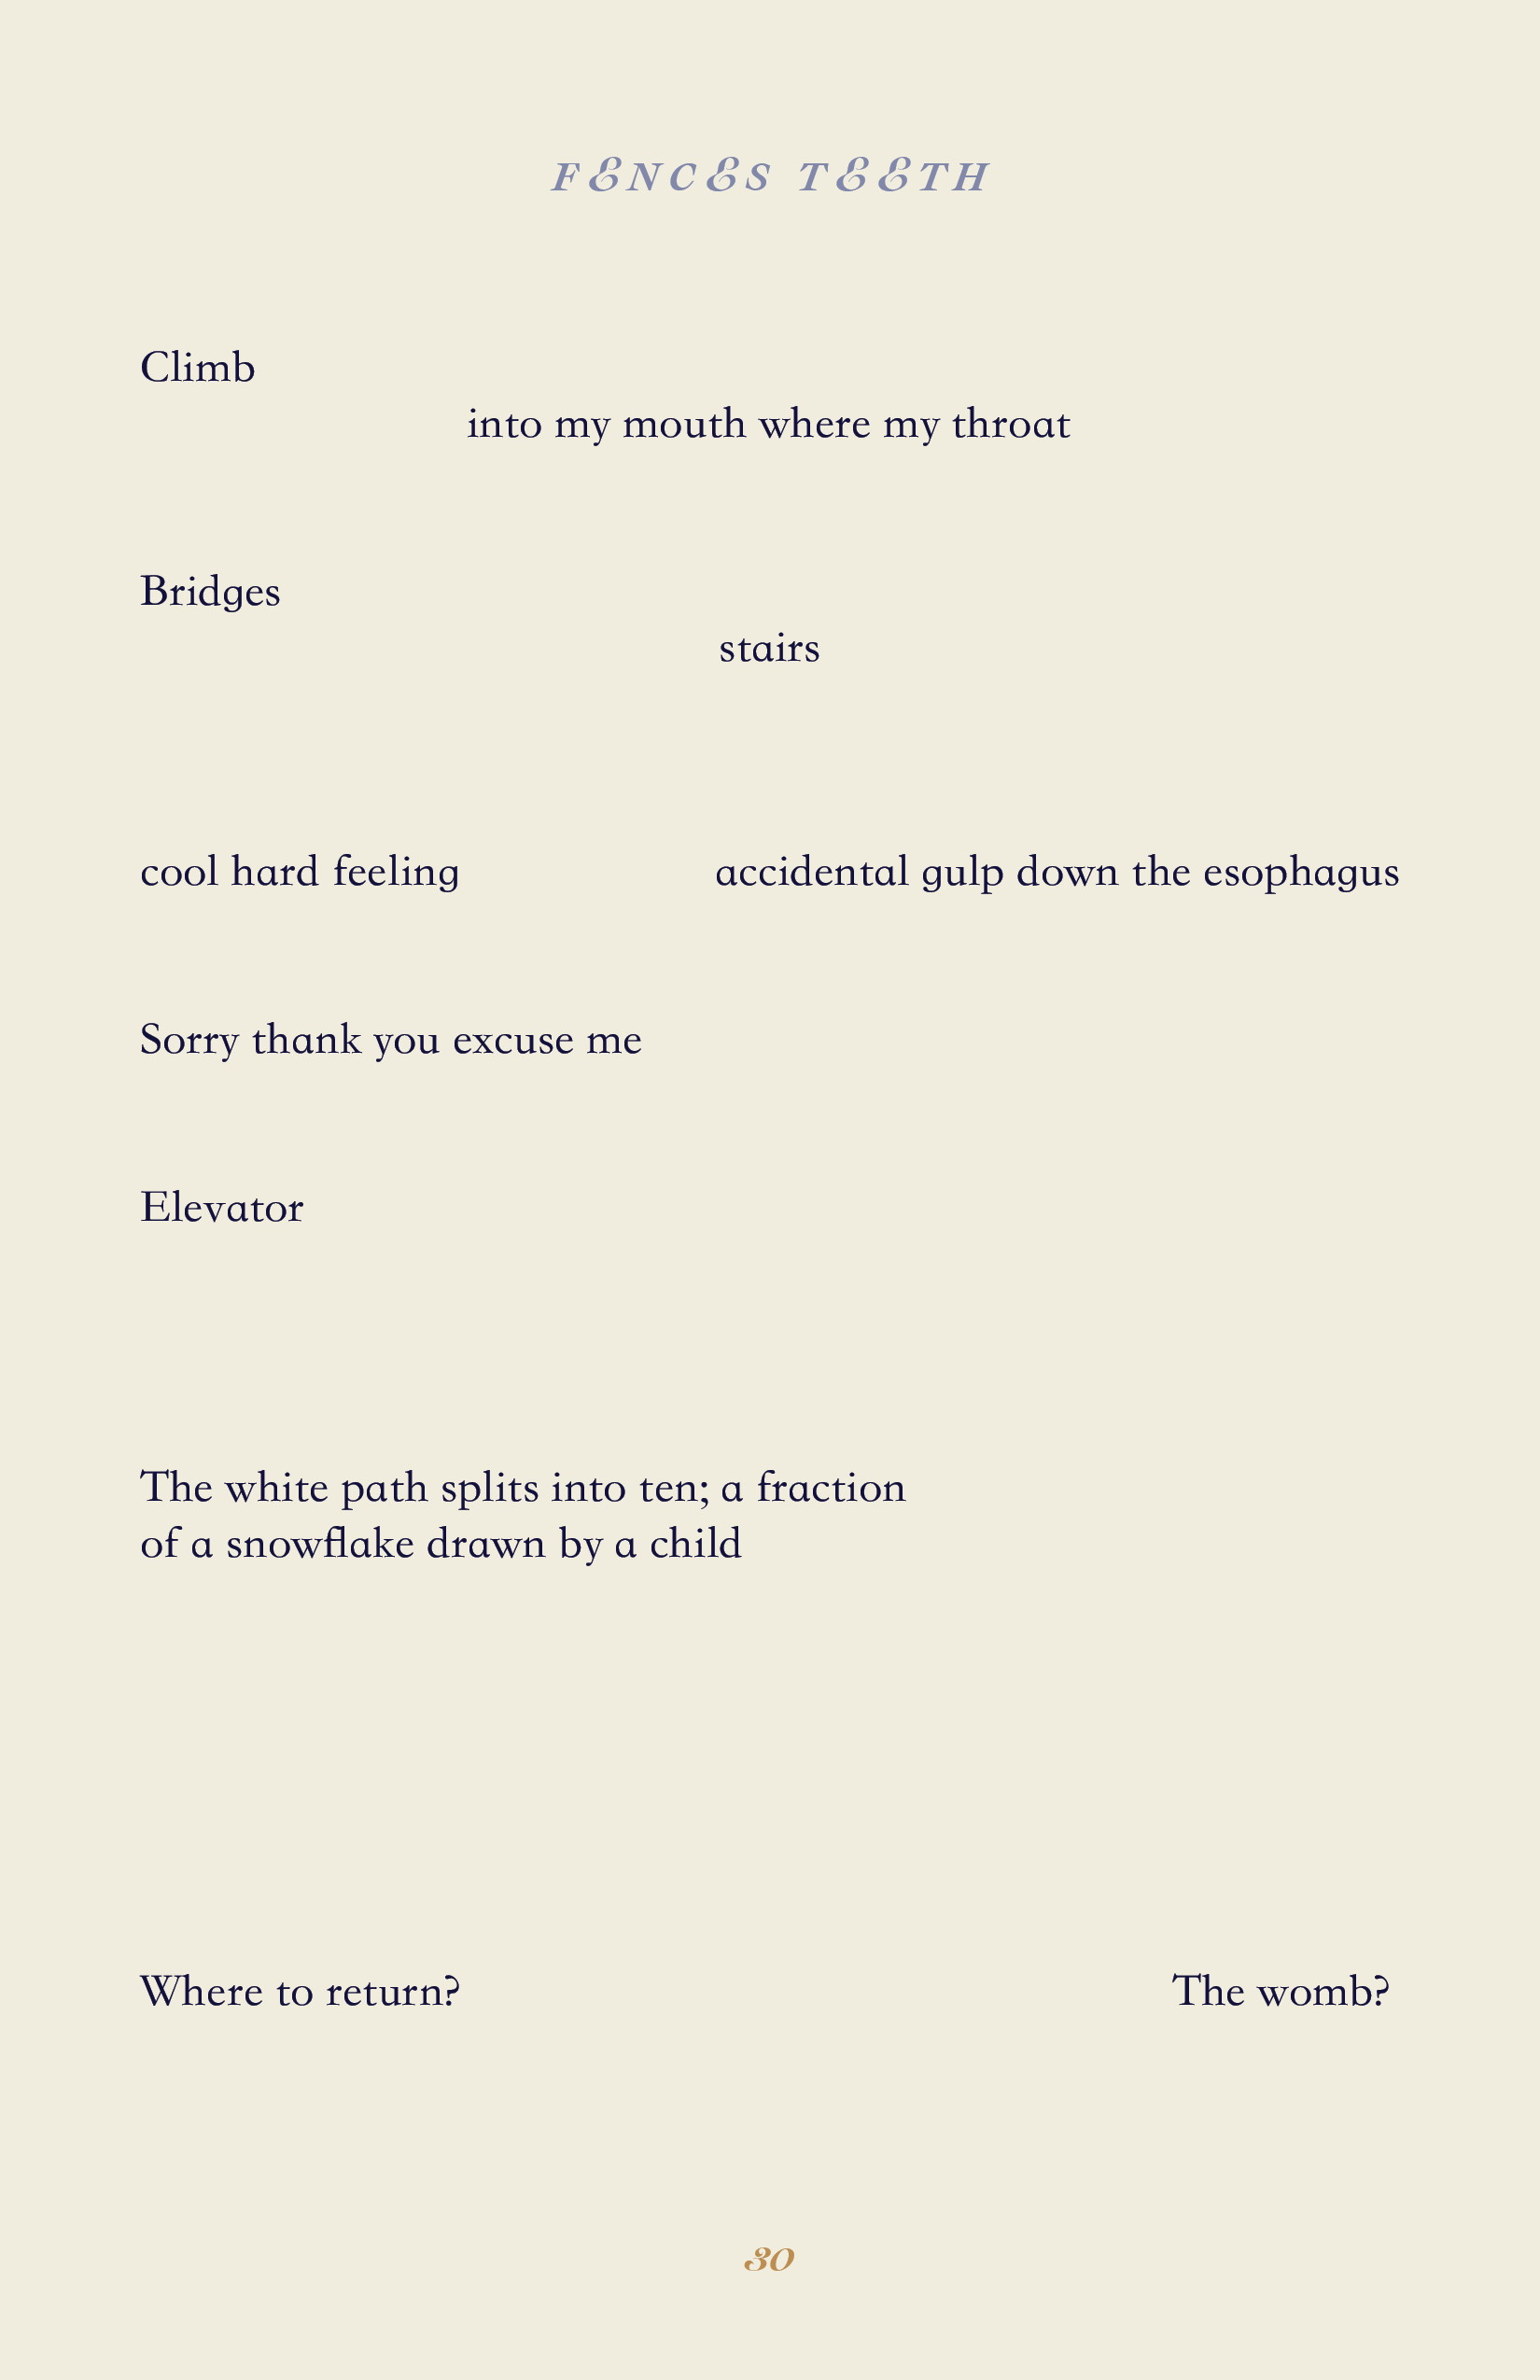 FENCES TEETH
Climb
into my mouth where my throat
Bridges
stairs
cool hard feeling accidental gulp down the esophagus
Sorry thank you excuse me
Elevator
The white path splits into ten; a fraction
of a snowflake drawn by a child
Where to return? The womb?
30